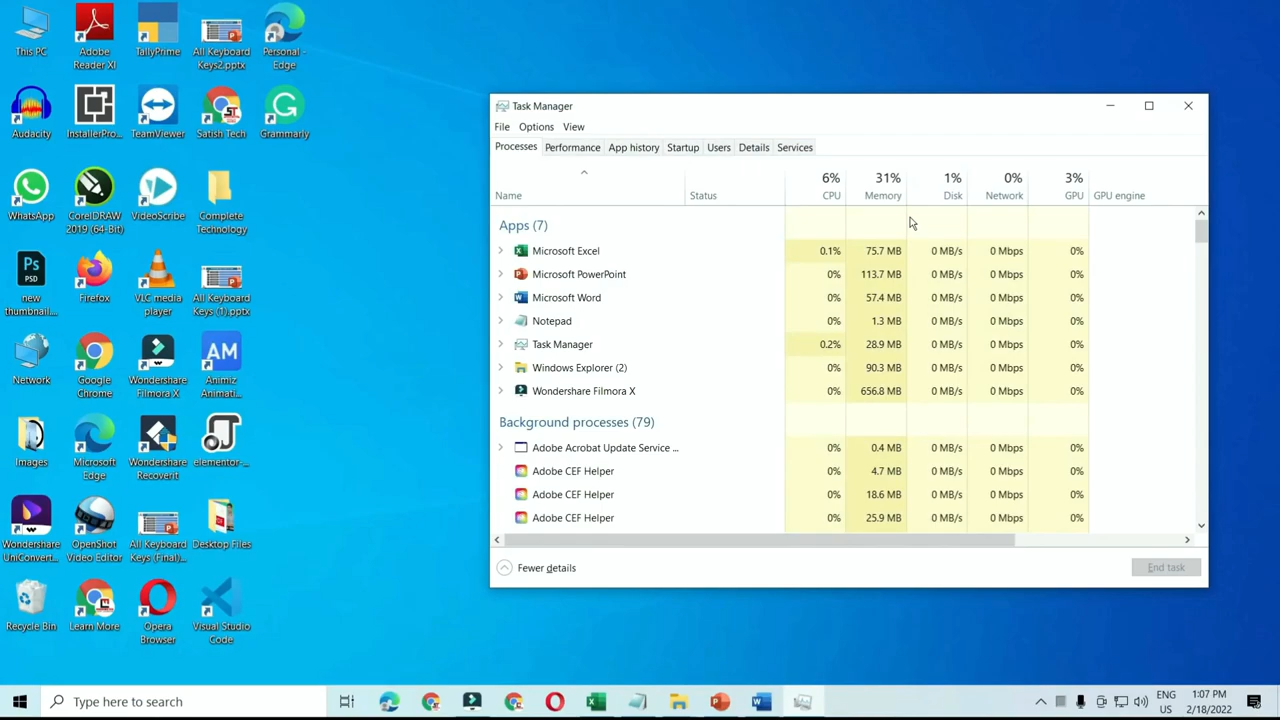 This PC
Adobe
Reader XI
TallyPrime
All Keyboard
Keys2.pptx
Personal -
Edge
Audacity
InstallerPro...
TeamViewer
Satish Tech
Grammarly
WhatsApp
CorelDRAW
2019 (64-Bit)
VideoScribe
Complete
Technology
new
thumbnail....
Firefox
VLC media
player
All Keyboard
Keys (1).pptx
Network
Google
Chrome
Wondershare
Filmora X
Animiz
Animati...
Images
Microsoft
Edge
Wondershare
Recoverit
elementor-...
Wondershare
UniConvert...
OpenShot
Video Editor
All Keyboard
Keys (Final)...
Desktop Files
Recycle Bin
Learn More
Opera
Browser
Visual Studio
Code
Task Manager
File Options View
Processes Performance App history Startup Users Details Services
6% 31% 1% 0% 3%
Name Status CPU Memory Disk Network GPU GPU engine
Apps (7)
Microsoft Excel 0.1% 75.7 MB 0 MB/s 0 Mbps 0%
Microsoft PowerPoint 0% 113.7 MB 0 MB/s 0 Mbps 0%
Microsoft Word 0% 57.4 MB 0 MB/s 0 Mbps 0%
Notepad 0% 1.3 MB 0 MB/s 0 Mbps 0%
Task Manager 0.2% 28.9 MB 0 MB/s 0 Mbps 0%
Windows Explorer (2) 0% 90.3 MB 0 MB/s 0 Mbps 0%
Wondershare Filmora X 0% 656.8 MB 0 MB/s 0 Mbps 0%
Background processes (79)
Adobe Acrobat Update Service ... 0% 0.4 MB 0 MB/s 0 Mbps 0%
Adobe CEF Helper 0% 4.7 MB 0 MB/s 0 Mbps 0%
Adobe CEF Helper 0% 18.6 MB 0 MB/s 0 Mbps 0%
Adobe CEF Helper 0% 25.9 MB 0 MB/s 0 Mbps 0%
Fewer details End task
Type here to search
ENG
US
1:07 PM
2/18/2022